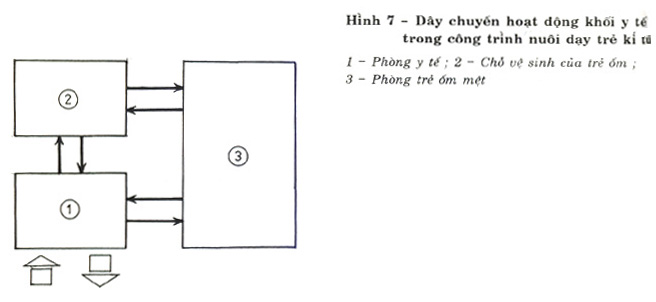 Hình 7 – Dây chuyền hoạt động khối y tế
trong công trình nuôi dạy trẻ kí
1 – Phòng y tế ; 2 – Chỗ vệ sinh của trẻ ốm ;
3 – Phòng trẻ ốm mệt
2
3
1